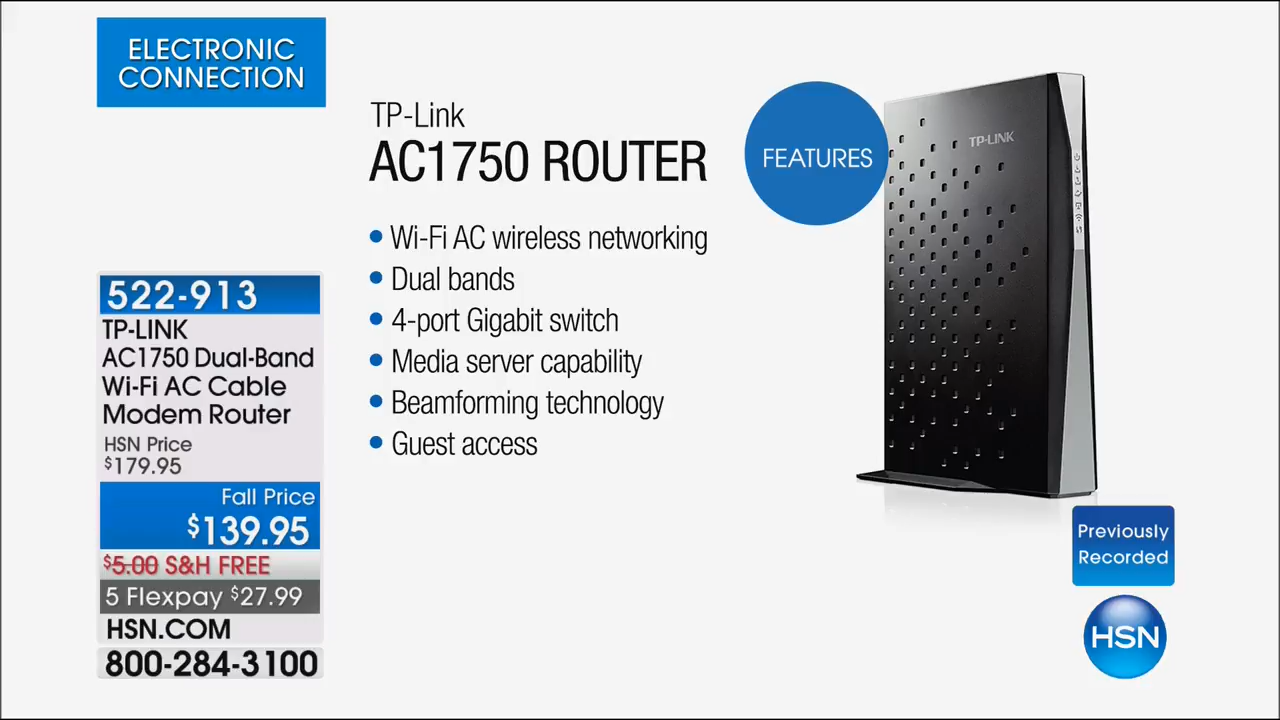 ELECTRONIC
CONNECTION
TP-Link
AC1750 ROUTER
FEATURES
TP-LINK
• Wi-Fi AC wireless networking
• Dual bands
• 4-port Gigabit switch
• Media server capability
• Beamforming technology
• Guest access
522-913
TP-LINK
AC1750 Dual-Band
Wi-Fi AC Cable
Modem Router
HSN Price
$179.95
Fall Price
$139.95
$5.00 S&H FREE
5 Flexpay $27.99
HSN.COM
800-284-3100
Previously
Recorded
HSN